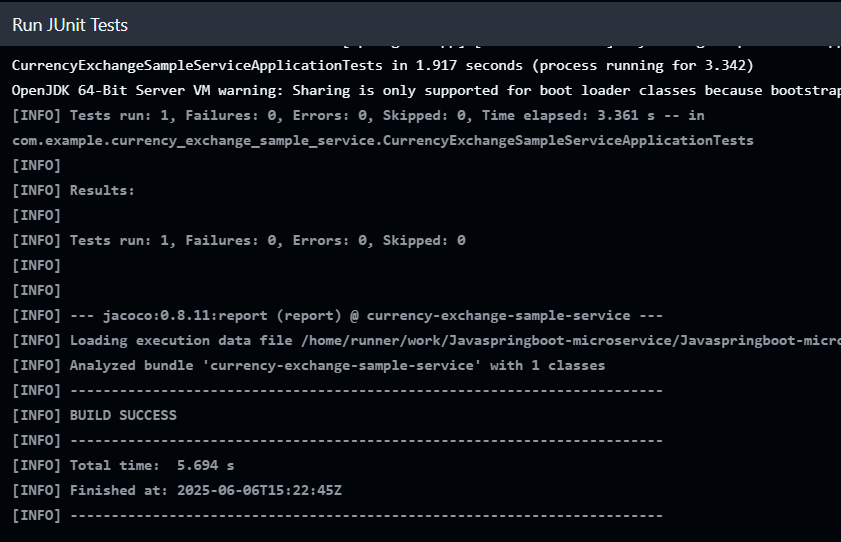 Run JUnit Tests
CurrencyExchangeSampleServiceApplicationTests in 1.917 seconds (process running for 3.342)
OpenJDK 64-Bit Server VM warning: Sharing is only supported for boot loader classes because bootstrap
[INFO] Tests run: 1, Failures: 0, Errors: 0, Skipped: 0, Time elapsed: 3.361 s -- in
com.example.currency_exchange_sample_service.CurrencyExchangeSampleServiceApplicationTests
[INFO]
[INFO] Results:
[INFO]
[INFO] Tests run: 1, Failures: 0, Errors: 0, Skipped: 0
[INFO]
[INFO]
[INFO] --- jacoco:0.8.11:report (report) @ currency-exchange-sample-service ---
[INFO] Loading execution data file /home/runner/work/Javaspringboot-microservice/Javaspringboot-micro
[INFO] Analyzed bundle 'currency-exchange-sample-service' with 1 classes
[INFO] ------------------------------------------------------------------------
[INFO] BUILD SUCCESS
[INFO] ------------------------------------------------------------------------
[INFO] Total time:  5.694 s
[INFO] Finished at: 2025-06-06T15:22:45Z
[INFO] ------------------------------------------------------------------------